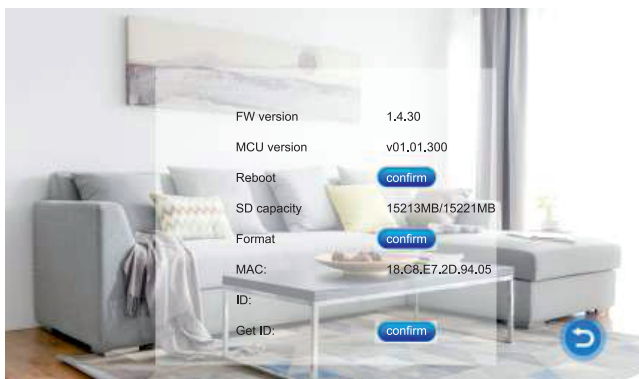 FW version 1.4.30
MCU version v01.01.300
Reboot confirm
SD capacity 15213MB/15221MB
Format confirm
MAC: 18.C8.E7.2D.94.05
ID:
Get ID: confirm